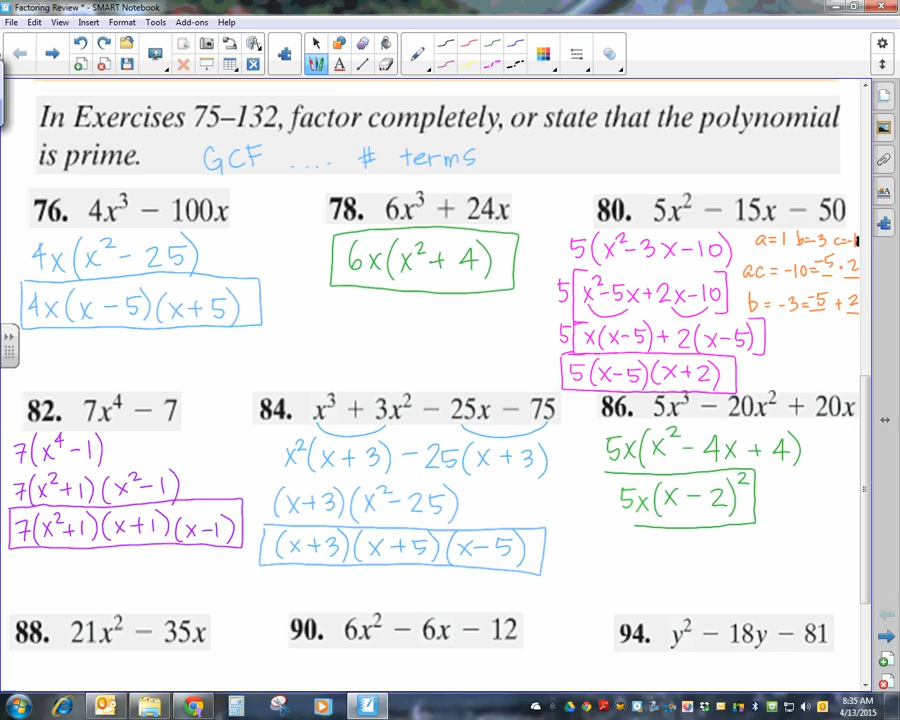 Factoring Review * - SMART Notebook
File Edit View Insert Format Tools Add-ons Help
In Exercises 75–132, factor completely, or state that the polynomial
is prime. GCF .... # terms
76. 4x³ − 100x
4x(x² − 25)
4x(x − 5)(x + 5)
78. 6x³ + 24x
6x(x² + 4)
80. 5x² − 15x − 50
5(x² − 3x − 10)
a = 1 b = −3 c = −1
5[x² − 5x + 2x − 10]
ac = −10 = −5 · 2
5[x(x − 5) + 2(x − 5)]
b = −3 = −5 + 2
5(x − 5)(x + 2)
82. 7x⁴ − 7
7(x⁴ − 1)
7(x² + 1)(x² − 1)
7(x² + 1)(x + 1)(x − 1)
84. x³ + 3x² − 25x − 75
x²(x + 3) − 25(x + 3)
(x + 3)(x² − 25)
(x + 3)(x + 5)(x − 5)
86. 5x³ − 20x² + 20x
5x(x² − 4x + 4)
5x(x − 2)²
88. 21x² − 35x
90. 6x² − 6x − 12
94. y² − 18y − 81
8:35 AM
4/13/2015